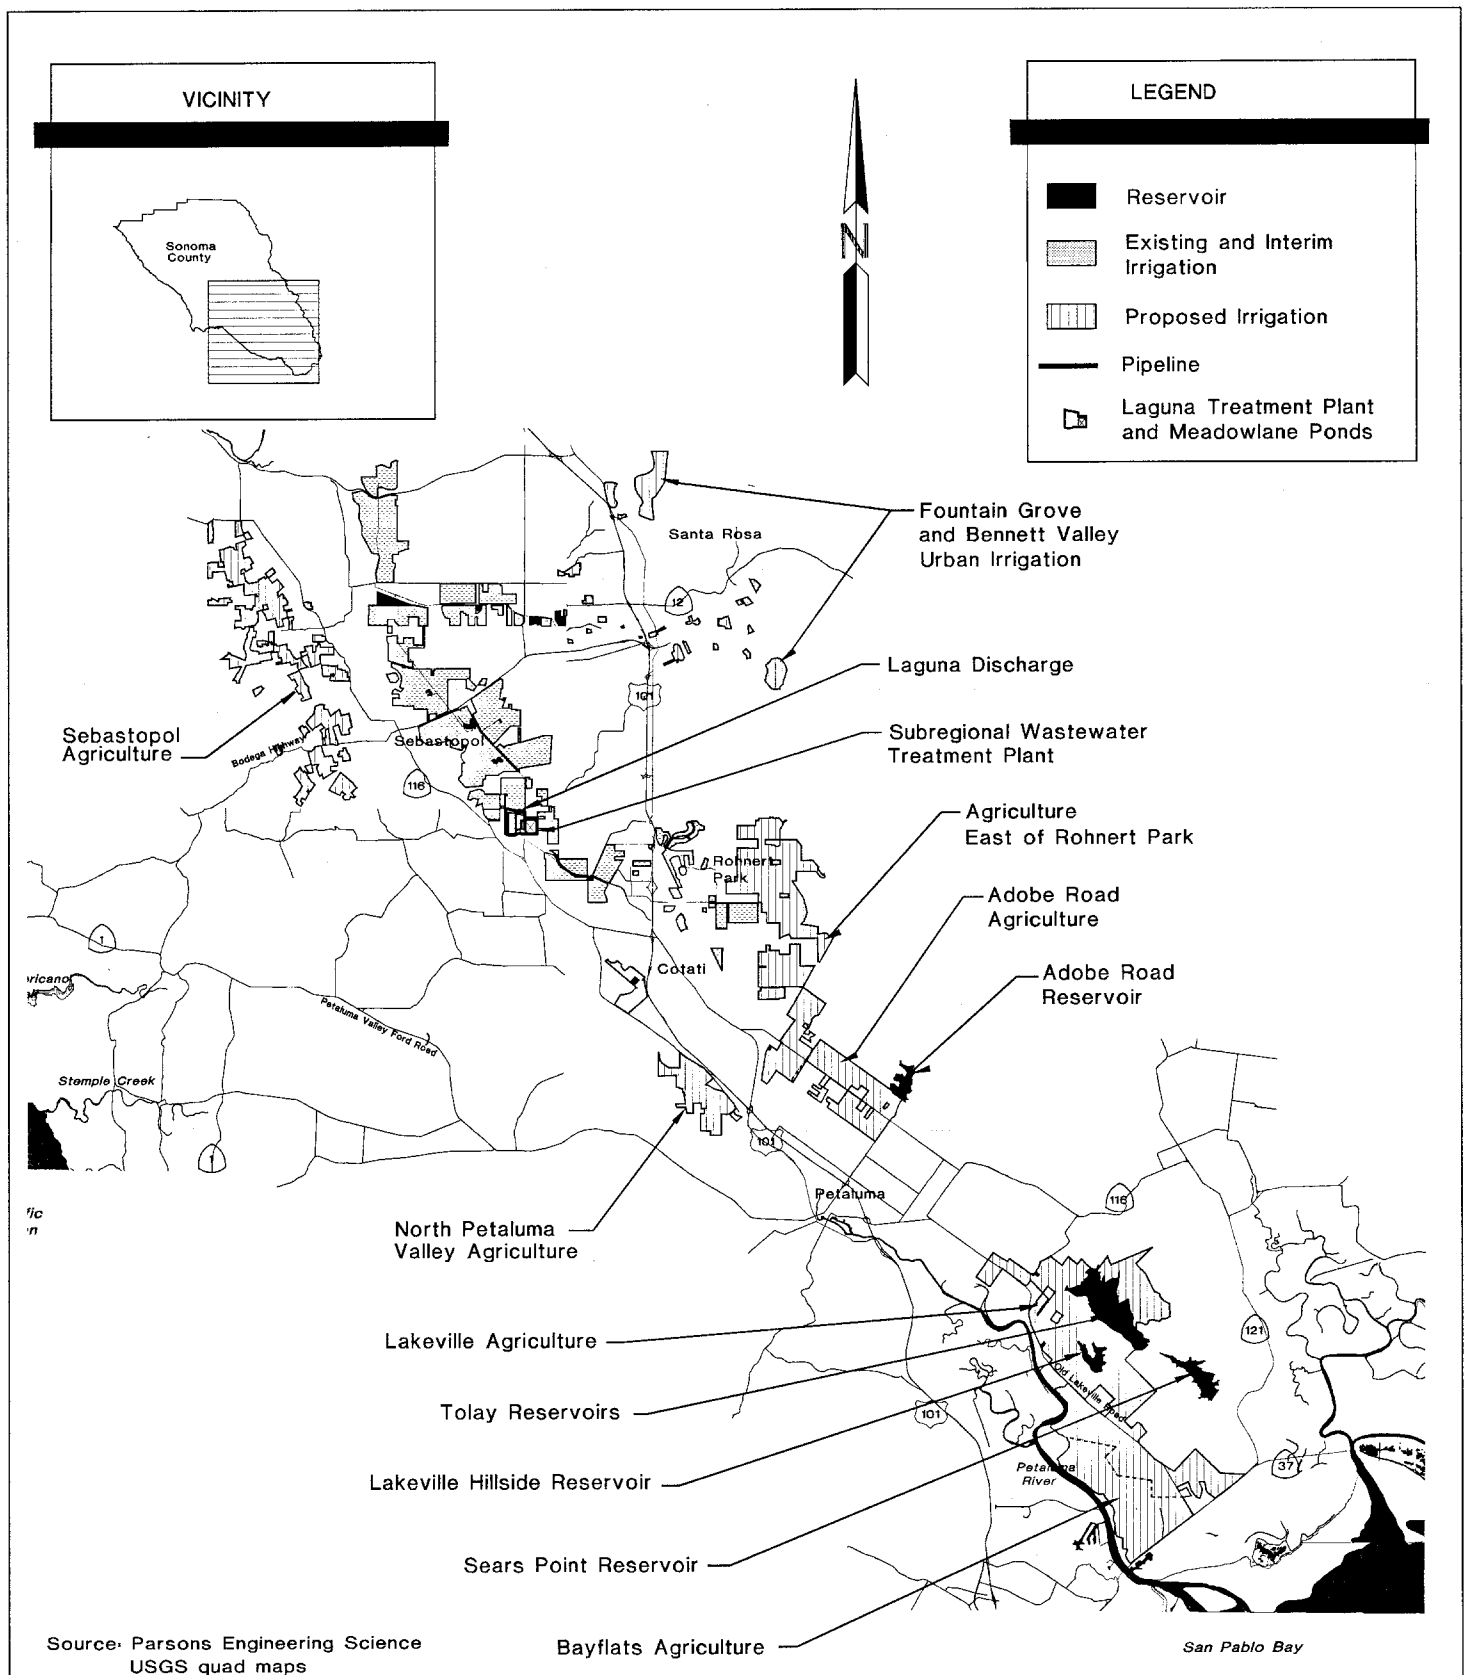 VICINITY
Sonoma
County
N
LEGEND
Reservoir
Existing and Interim
Irrigation
Proposed Irrigation
Pipeline
Laguna Treatment Plant
and Meadowlane Ponds
Fountain Grove
and Bennett Valley
Urban Irrigation
Santa Rosa
12
Laguna Discharge
101
Sebastopol
Agriculture
Bodega Highway
Sebastopol
116
Subregional Wastewater
Treatment Plant
Agriculture
East of Rohnert Park
Rohnert
Park
Adobe Road
Agriculture
1
ricano
Cotati
Adobe Road
Reservoir
Petaluma Valley Ford Road
Stemple Creek
1
101
Petaluma
116
fic
n
North Petaluma
Valley Agriculture
Lakeville Agriculture
121
Old Lakeville Road
Tolay Reservoirs
101
Lakeville Hillside Reservoir
Petaluma
River
37
Sears Point Reservoir
Bayflats Agriculture
San Pablo Bay
Source: Parsons Engineering Science
USGS quad maps